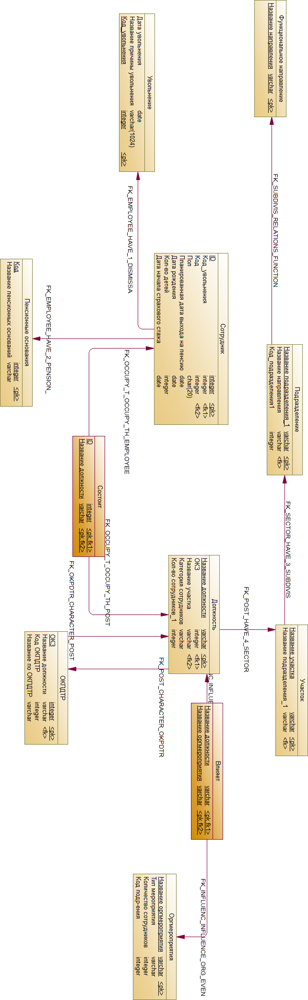 Функциональное направление
Название направления varchar <pk>
FK_SUBDIVIS_RELATIONS_FUNCTION
Подразделение
Название подразделения_1 varchar <pk>
Название направления varchar <fk>
Код_подразделения1 integer
FK_SECTOR_HAVE_3_SUBDIVIS
Участок
Название участка varchar <pk>
Название подразделения_1 varchar <fk>
Увольнение
Дата увольнения date
Название причины увольнения varchar(1024)
Код_увольнения integer <pk>
FK_EMPLOYEE_HAVE_1_DISMISSA
Сотрудник
ID integer <pk>
Код_увольнения integer <fk1>
Код integer <fk2>
Пол char(20)
Планированная дата выхода на пенсию date
Дата рождения date
Кол-во детей integer
Дата начала страхового стажа date
FK_POST_HAVE_4_SECTOR
Должность
Название должности varchar <pk>
ОКЗ integer <fk1>
Название участка varchar <fk2>
Категория сотрудников varchar
Кол-во сотрудников_1 integer
NC_INFLUE
Влияет
Название должности varchar <pk,fk1>
Название оргмероприятия varchar <pk,fk2>
FK_INFLUENC_INFLUENCE_ORG_EVEN
Оргмероприятия
Название оргмероприятия varchar <pk>
Тип мероприятия varchar
Количество сотрудников integer
Код подр-ения integer
FK_OCCUPY_T_OCCUPY_TH_EMPLOYEE
Состоит
ID integer <pk,fk1>
Название должности varchar <pk,fk2>
FK_OCCUPY_T_OCCUPY_TH_POST
FK_POST_CHARACTER_OKPDTR
FK_EMPLOYEE_HAVE_2_PENSION_
FK_OKPDTR_CHARACTER_POST
Пенсионные основания
Код integer <pk>
Название пенсионных оснований varchar
ОКПДТР
ОКЗ integer <pk>
Название должности varchar <fk>
Код ОКПДТР integer
Название по ОКПДТР varchar